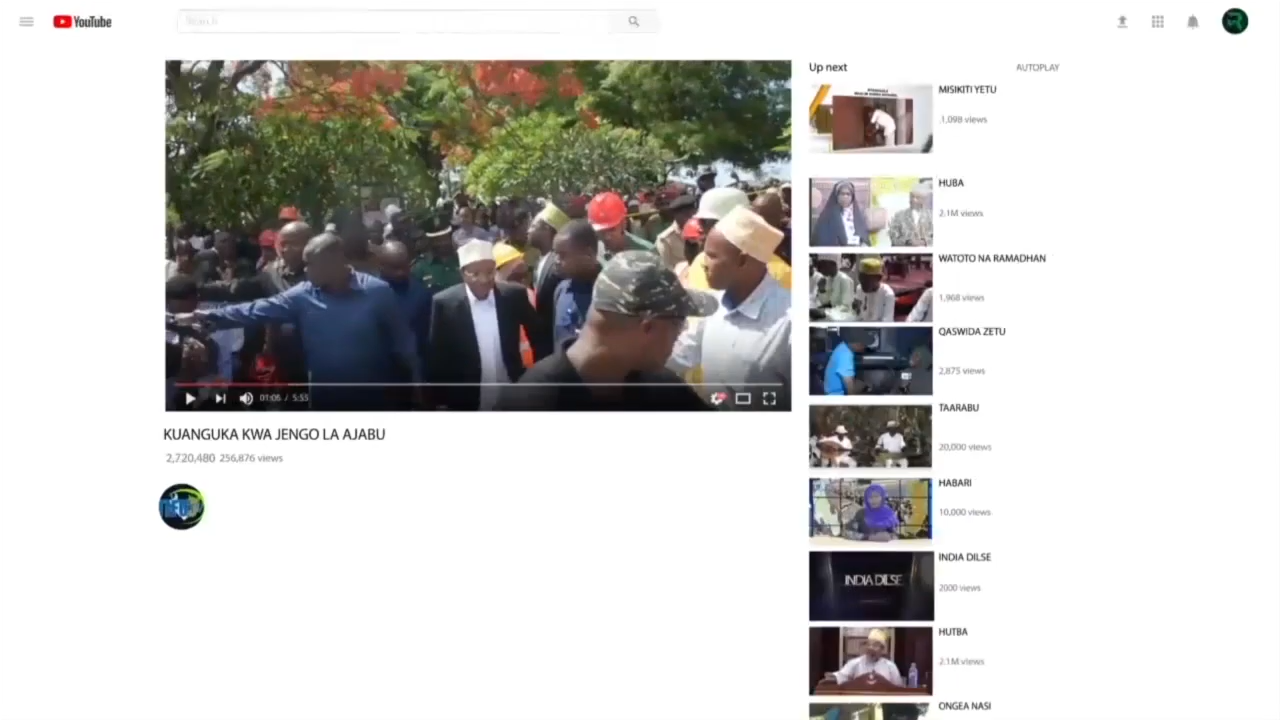 YouTube
Search
01:06 / 5:55
KUANGUKA KWA JENGO LA AJABU
2,720,480 256,876 views
Up next
AUTOPLAY
MISIKITI YETU
1,098 views
HUBA
2.1M views
WATOTO NA RAMADHAN
1,968 views
QASWIDA ZETU
2,875 views
TAARABU
20,000 views
HABARI
10,000 views
INDIA DILSE
INDIA DILSE
2000 views
HUTBA
2.1M views
ONGEA NASI